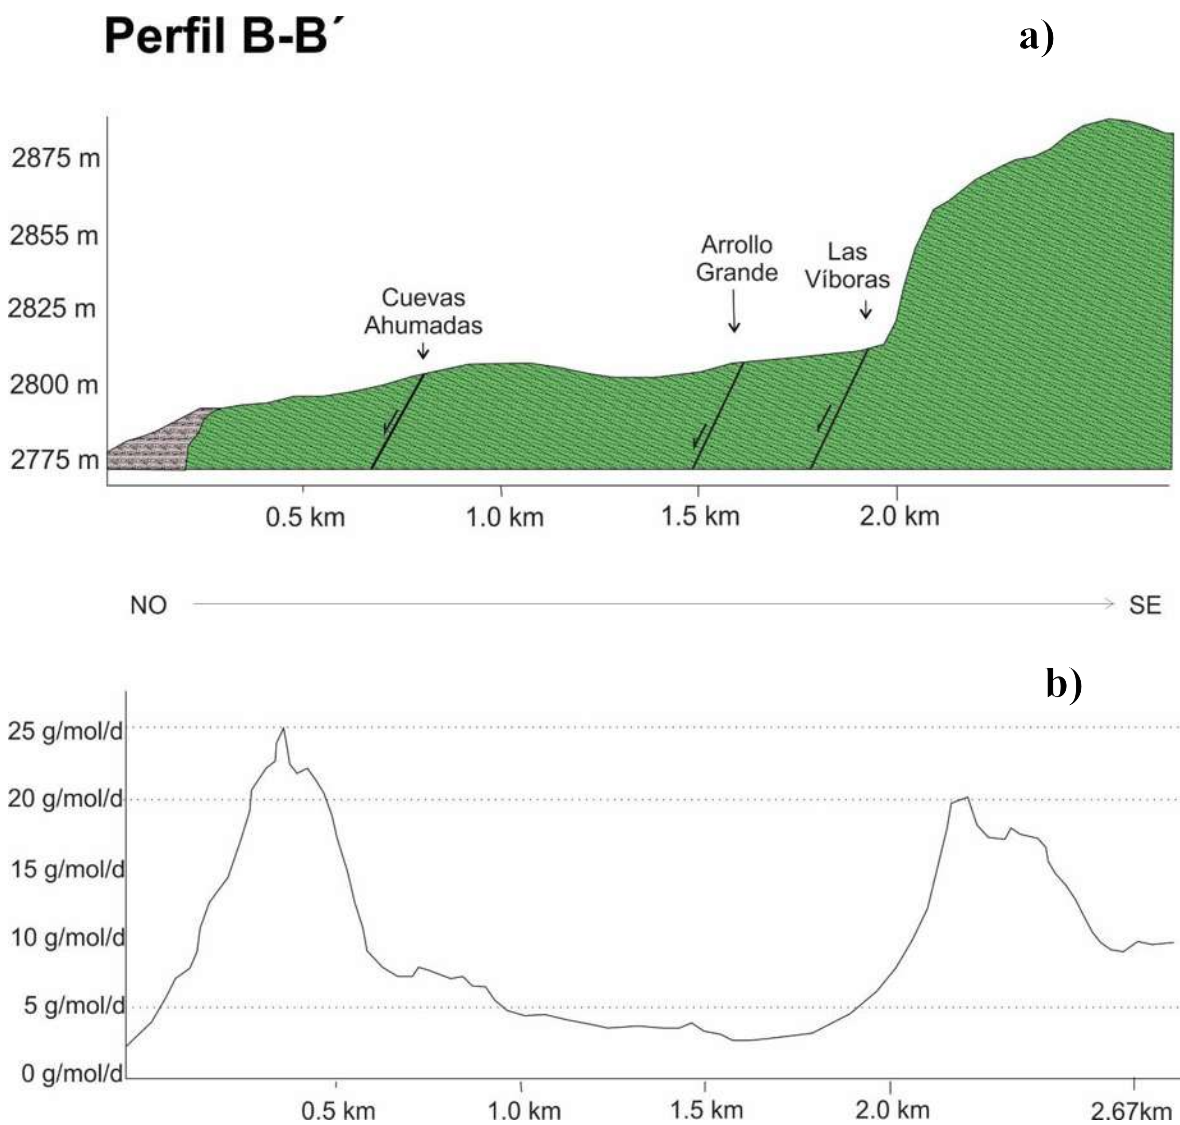 Perfil B-B´
a)
2875 m
2855 m
2825 m
2800 m
2775 m
Cuevas
Ahumadas
Arrollo
Grande
Las
Víboras
0.5 km
1.0 km
1.5 km
2.0 km
NO
SE
b)
25 g/mol/d
20 g/mol/d
15 g/mol/d
10 g/mol/d
5 g/mol/d
0 g/mol/d
0.5 km
1.0 km
1.5 km
2.0 km
2.67km